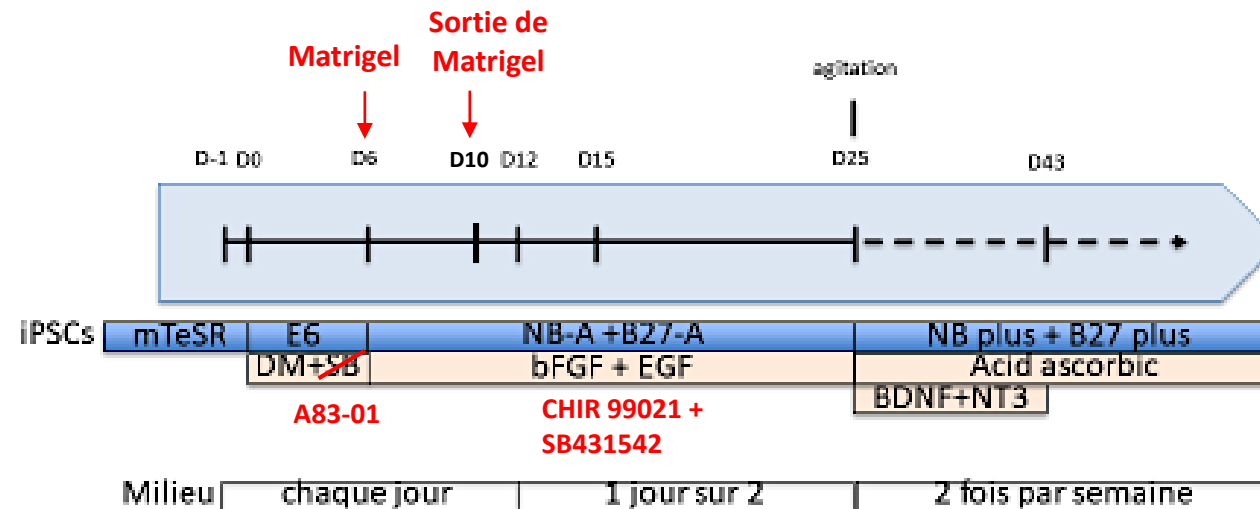 Sortie de
Matrigel
Matrigel
agitation
D-1 D0 D6 D10 D12 D15 D25 D43
iPSCs mTeSR E6 NB-A +B27-A NB plus + B27 plus
DM+SB bFGF + EGF Acid ascorbic
A83-01
BDNF+NT3
CHIR 99021 +
SB431542
Milieu chaque jour 1 jour sur 2 2 fois par semaine